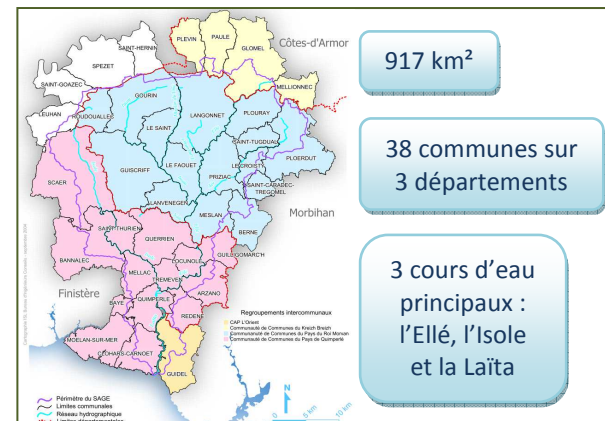 PLEVIN
PAULE
GLOMEL
Côtes-d'Armor
SAINT-HERNIN
SPEZET
MELLIONNEC
SAINT-GOAZEC
GOURIN
LEUHAN
ROUDOUALLEC
LANGONNET
PLOURAY
LE SAINT
SAINT-TUGDUAL
PLOERDUT
LE FAOUET
LE CROISTY
GUISCRIFF
PRIZIAC
SAINT-CARADEC-
TREGOMEL
SCAER
LANVENEGEN
MESLAN
Morbihan
BERNE
SAINT-THURIEN
QUERRIEN
GUILLIGOMARC'H
BANNALEC
LOCUNOLE
MELLAC
TREMEVEN
ARZANO
Finistère
BAYE
QUIMPERLE
REDENE
MOELAN-SUR-MER
CLOHARS-CARNOET
GUIDEL
Regroupements intercommunaux
CAP L'Orient
Communauté de Communes du Kreizh Breizh
Communauté de Communes du Pays du Roi Morvan
Communauté de Communes du Pays de Quimperlé
Périmètre du SAGE
Limites communales
Réseau hydrographique
Limites départementales
N
0 5 km 10 km
917 km²
38 communes sur
3 départements
3 cours d'eau
principaux :
l'Ellé, l'Isole
et la Laïta